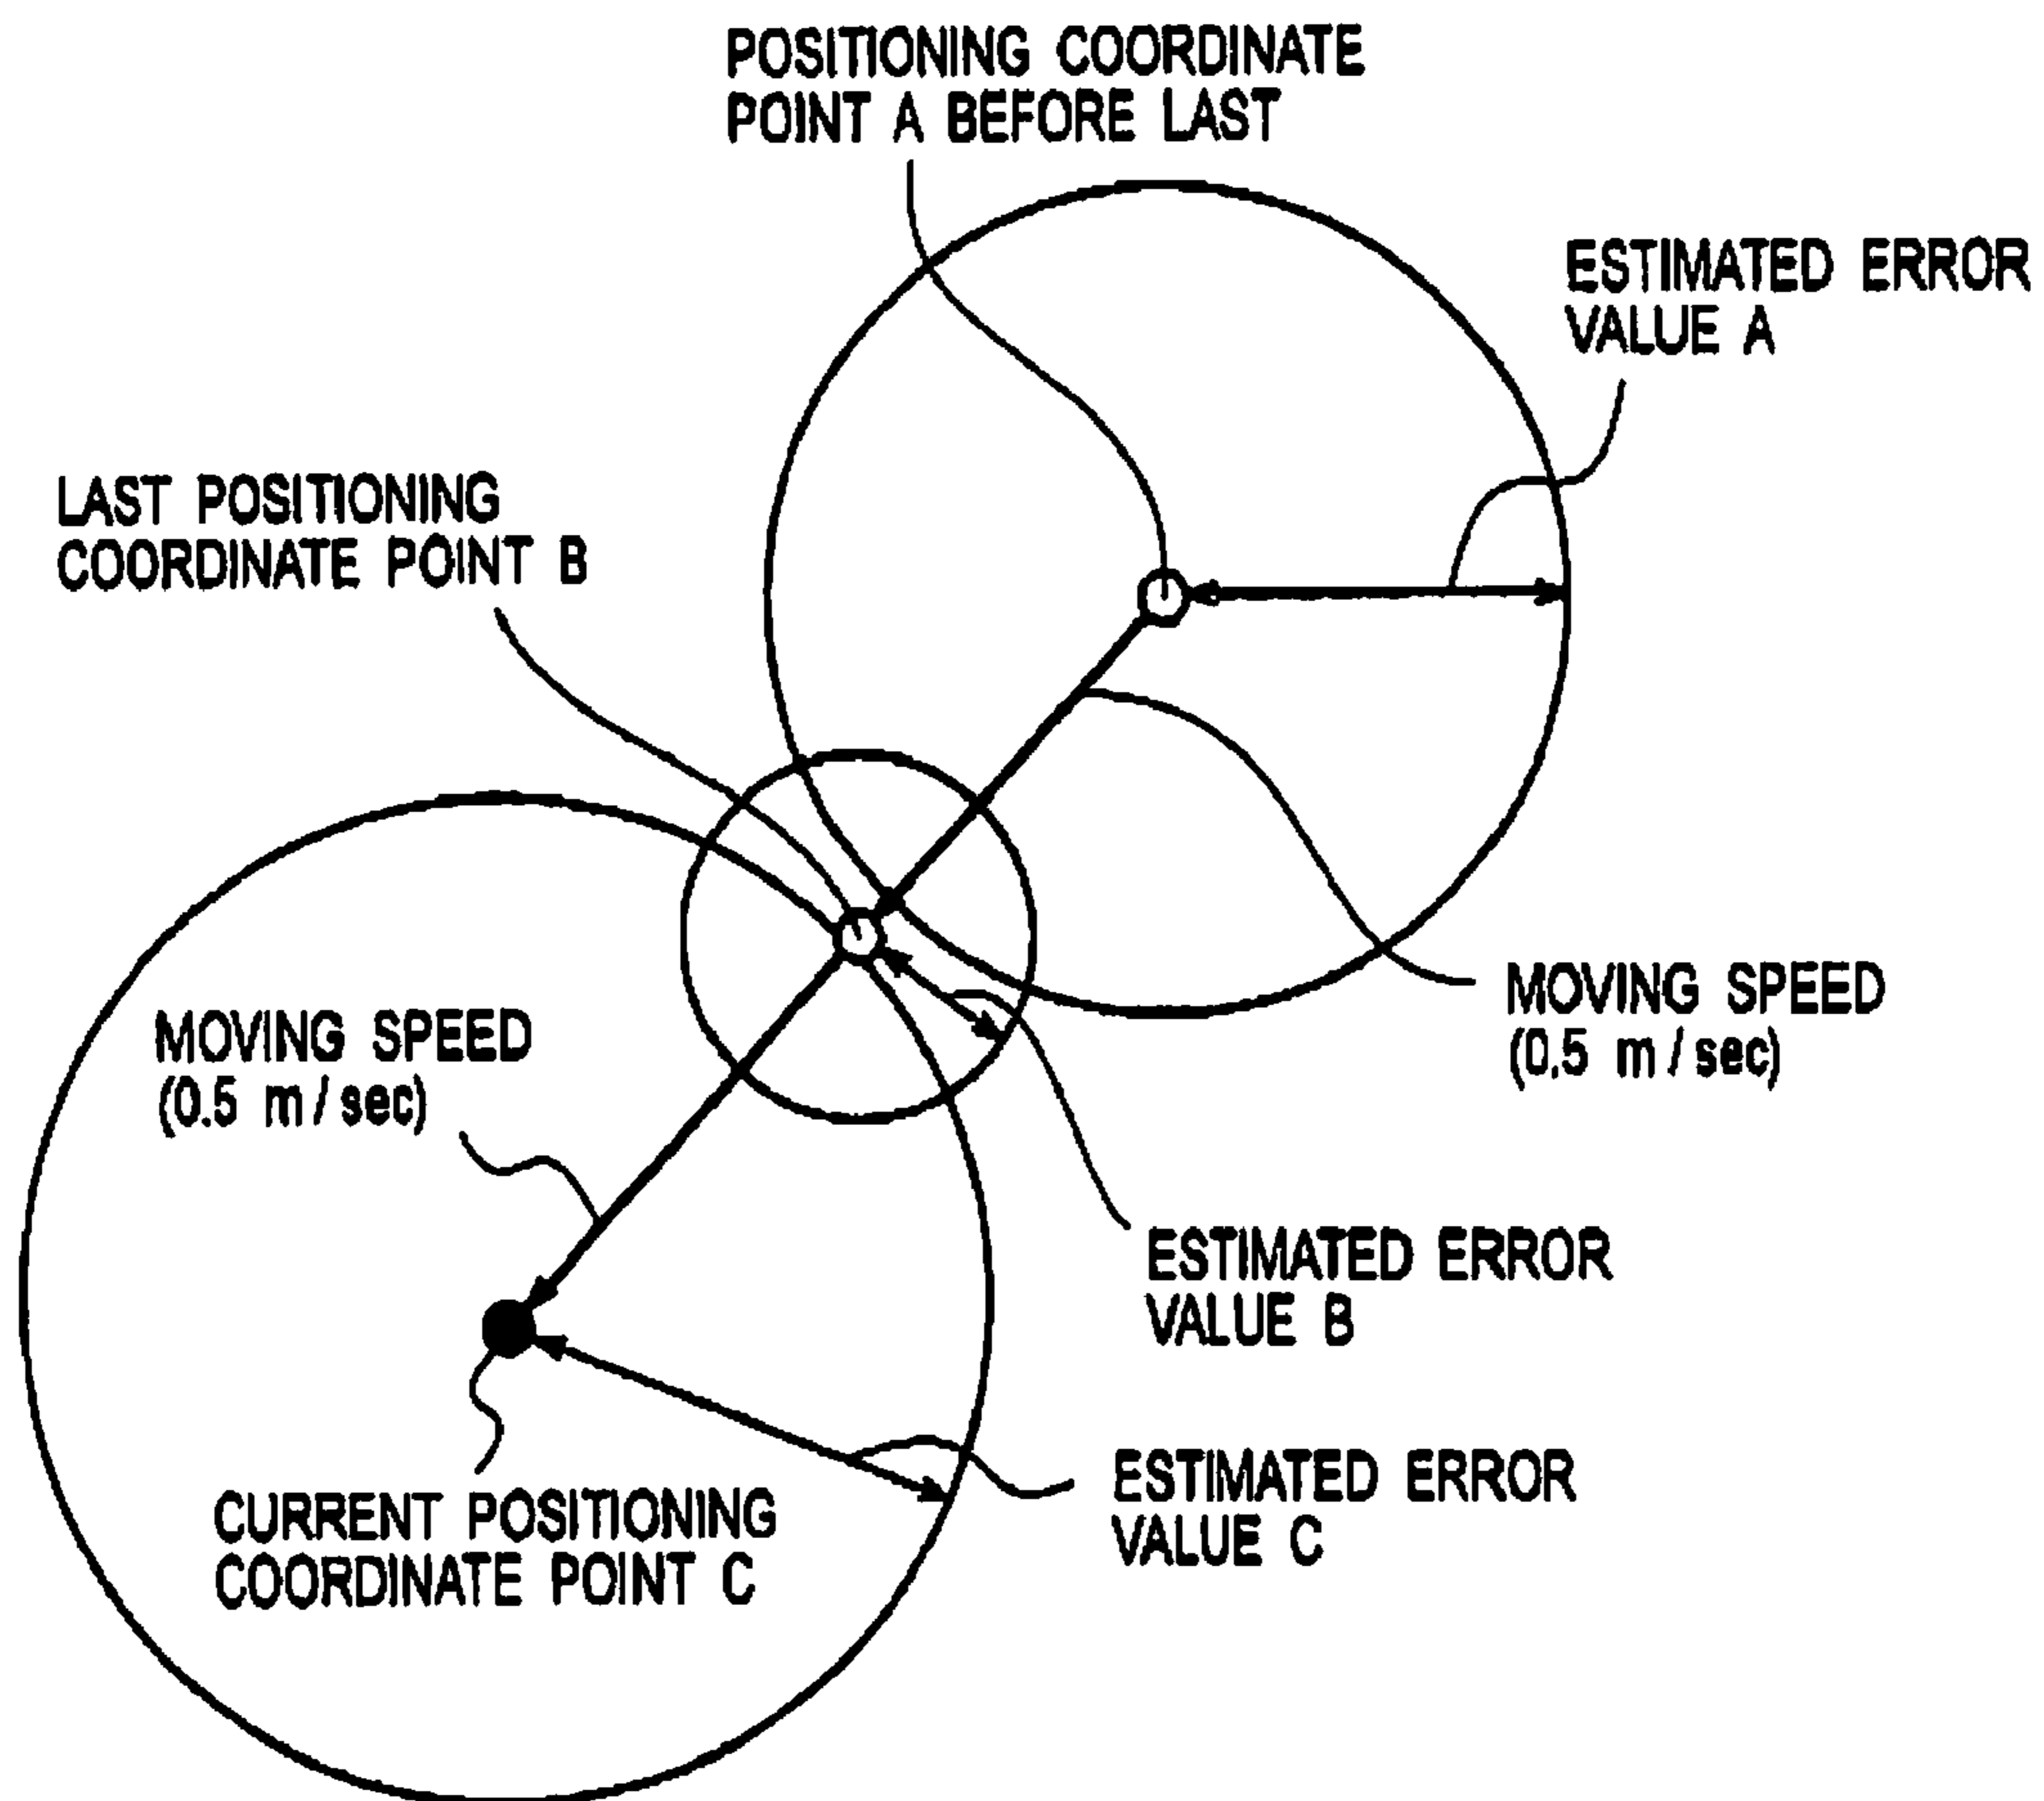 POSITIONING COORDINATE
POINT A BEFORE LAST
ESTIMATED ERROR
VALUE A
LAST POSITIONING
COORDINATE POINT B
MOVING SPEED
(0.5 m/sec)
MOVING SPEED
(0.5 m/sec)
ESTIMATED ERROR
VALUE B
ESTIMATED ERROR
VALUE C
CURRENT POSITIONING
COORDINATE POINT C